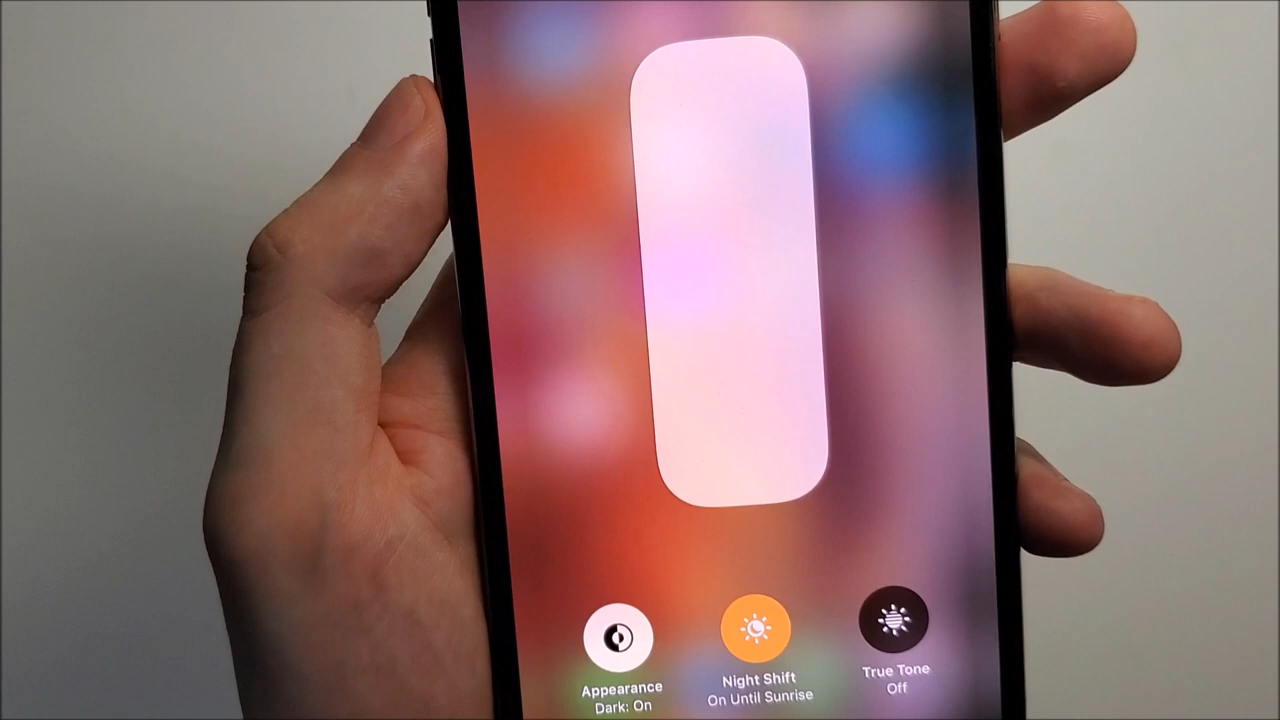 Appearance
Dark: On
Night Shift
On Until Sunrise
True Tone
Off